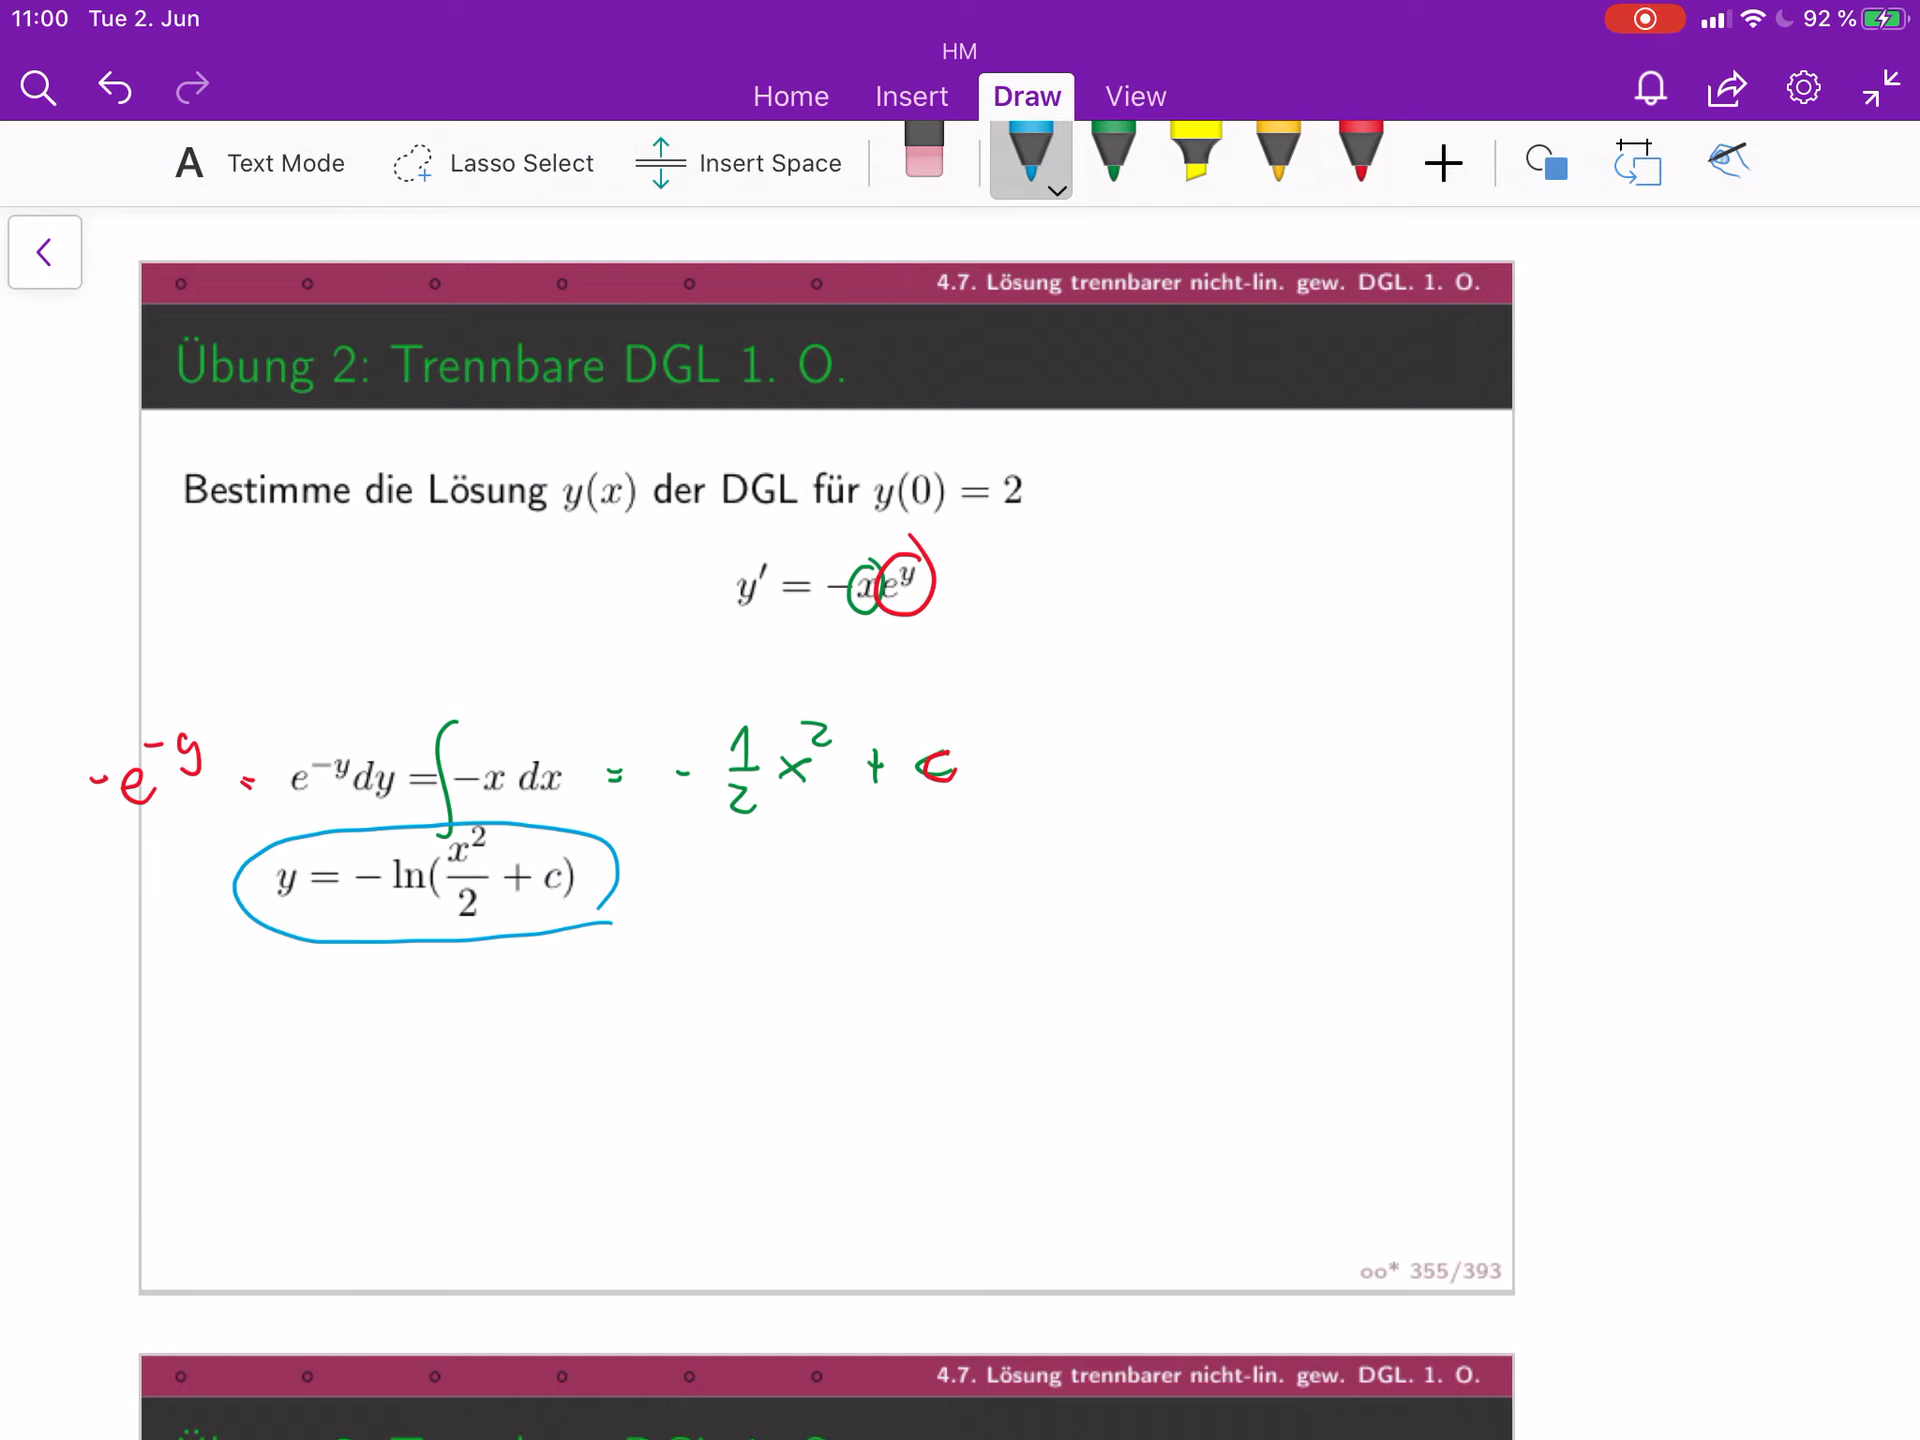 11:00 Tue 2. Jun
92 %
HM
Home Insert Draw View
A Text Mode Lasso Select Insert Space
4.7. Lösung trennbarer nicht-lin. gew. DGL. 1. O.
Übung 2: Trennbare DGL 1. O.
Bestimme die Lösung y(x) der DGL für y(0) = 2
y′ = −xe^y
-e^-y = e^−y dy = ∫ −x dx = - 1/2 x^2 + c
y = − ln(x^2/2 + c)
oo* 355/393
4.7. Lösung trennbarer nicht-lin. gew. DGL. 1. O.